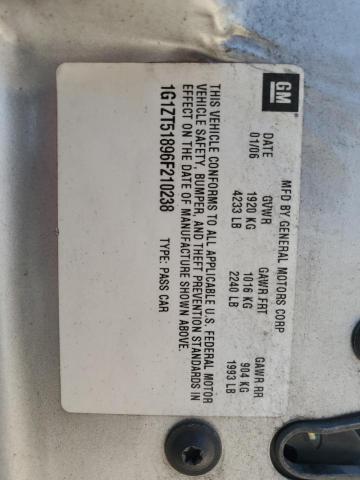 GM
MFD BY GENERAL MOTORS CORP
DATE GVWR GAWR FRT GAWR RR
01/06 1920 KG 1016 KG 904 KG
4233 LB 2240 LB 1993 LB
THIS VEHICLE CONFORMS TO ALL APPLICABLE U.S. FEDERAL MOTOR
VEHICLE SAFETY, BUMPER, AND THEFT PREVENTION STANDARDS IN
EFFECT ON THE DATE OF MANUFACTURE SHOWN ABOVE.
1G1ZT51896F210238 TYPE: PASS CAR